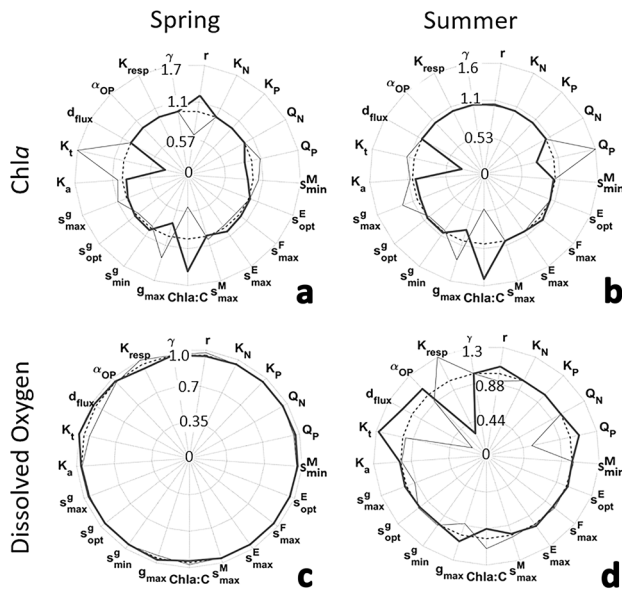 Spring
Summer
Chla
Dissolved Oxygen
a
γ
r
K_N
K_P
Q_N
Q_P
s^M_min
s^E_opt
s^F_max
s^E_max
s^M_max
Chla:C
g_max
s^g_min
s^g_opt
s^g_max
K_a
K_t
d_flux
α_OP
K_resp
1.7
1.1
0.57
0
b
γ
r
K_N
K_P
Q_N
Q_P
s^M_min
s^E_opt
s^F_max
s^E_max
s^M_max
Chla:C
g_max
s^g_min
s^g_opt
s^g_max
K_a
K_t
d_flux
α_OP
K_resp
1.6
1.1
0.53
0
c
γ
r
K_N
K_P
Q_N
Q_P
s^M_min
s^E_opt
s^F_max
s^E_max
s^M_max
Chla:C
g_max
s^g_min
s^g_opt
s^g_max
K_a
K_t
d_flux
α_OP
K_resp
1.0
0.7
0.35
0
d
γ
r
K_N
K_P
Q_N
Q_P
s^M_min
s^E_opt
s^F_max
s^E_max
s^M_max
Chla:C
g_max
s^g_min
s^g_opt
s^g_max
K_a
K_t
d_flux
α_OP
K_resp
1.3
0.88
0.44
0